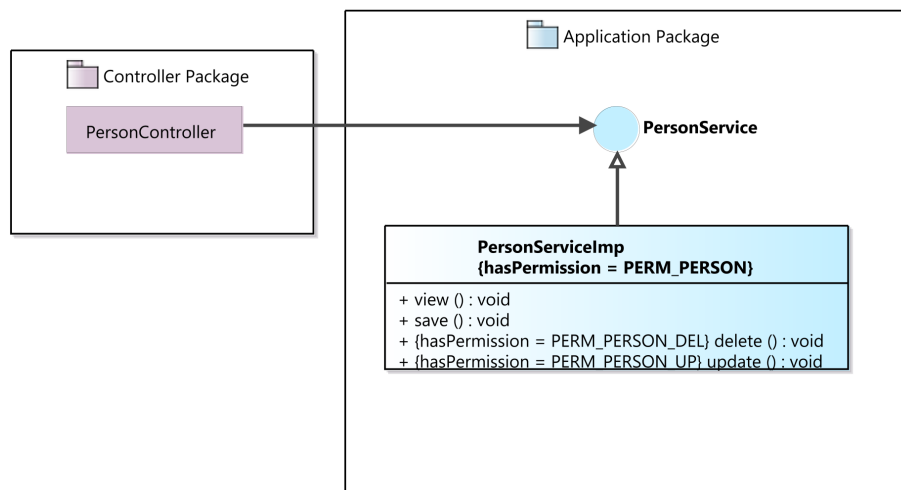 Application Package
Controller Package
PersonController
PersonService
PersonServiceImp
{hasPermission = PERM_PERSON}
+ view () : void
+ save () : void
+ {hasPermission = PERM_PERSON_DEL} delete () : void
+ {hasPermission = PERM_PERSON_UP} update () : void